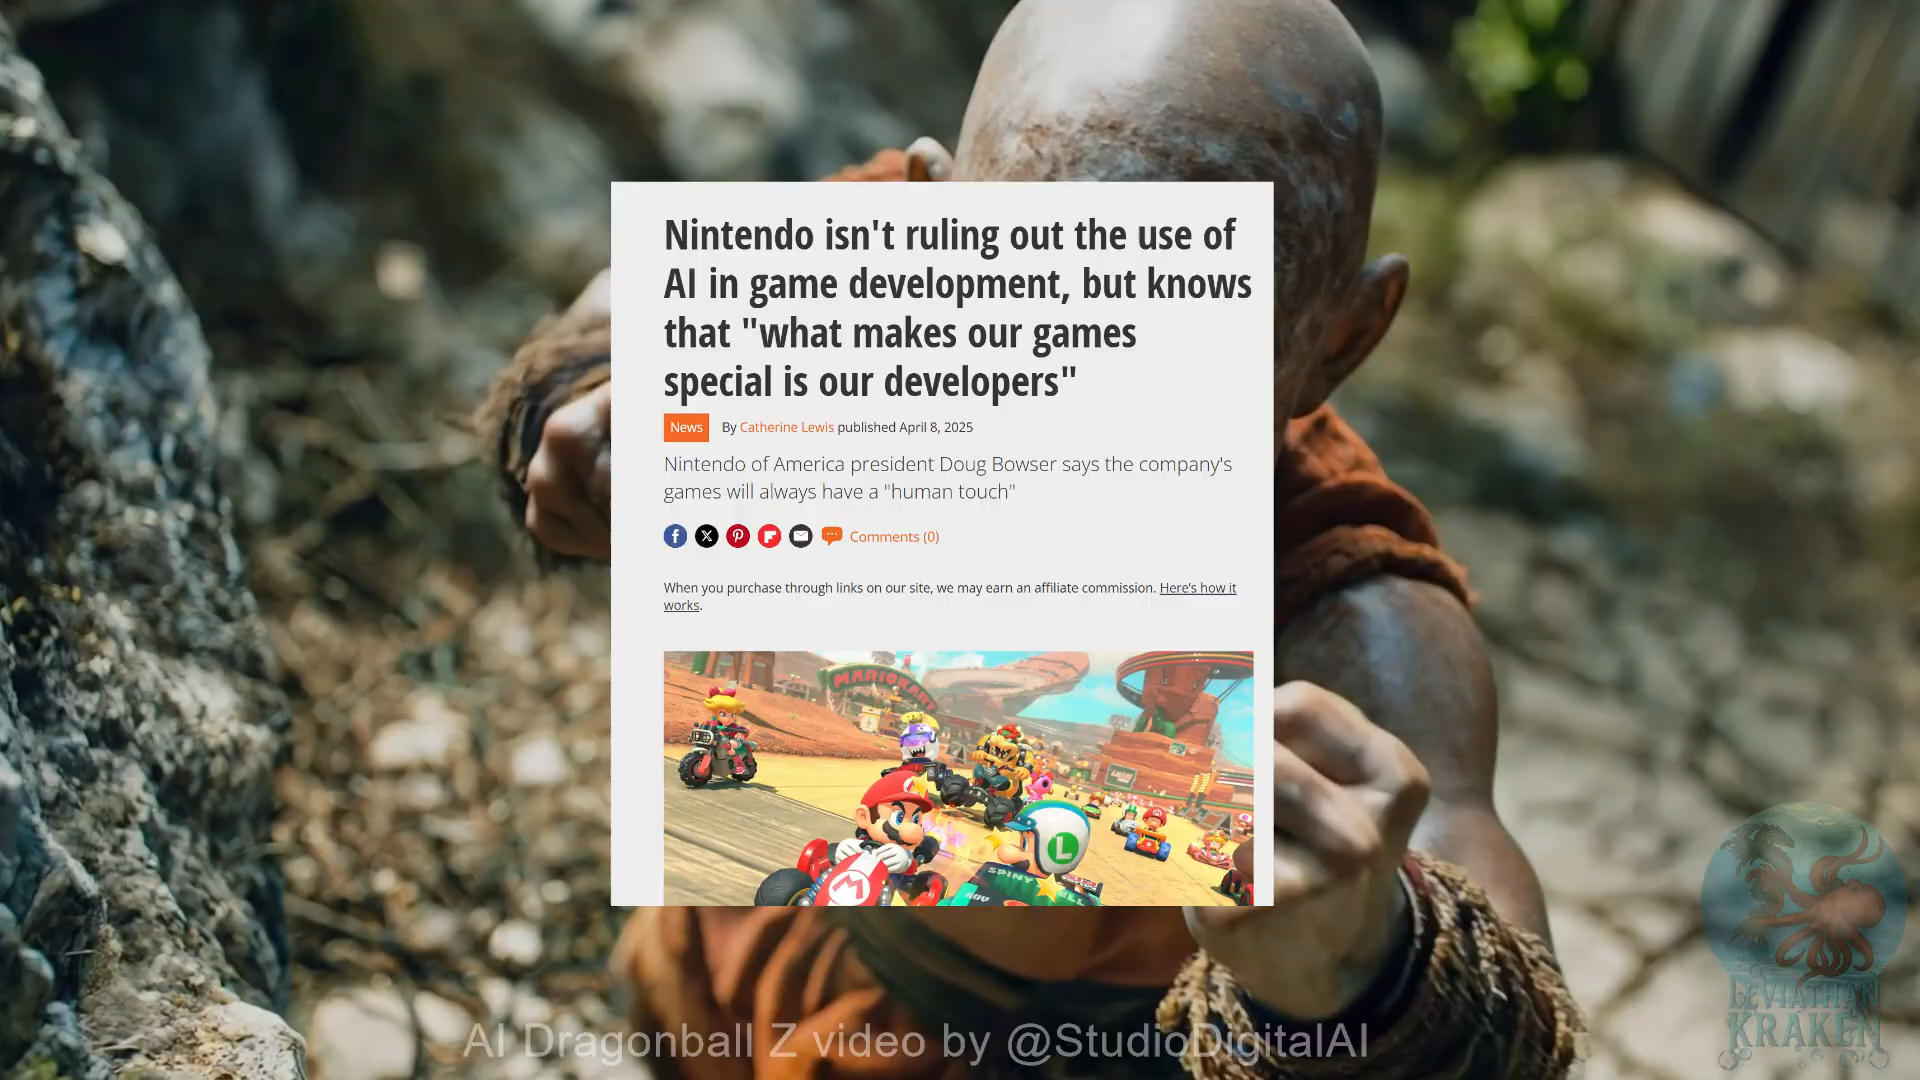 Nintendo isn't ruling out the use of
AI in game development, but knows
that "what makes our games
special is our developers"
News By Catherine Lewis published April 8, 2025
Nintendo of America president Doug Bowser says the company's
games will always have a "human touch"
Comments (0)
When you purchase through links on our site, we may earn an affiliate commission. Here's how it
works.
MARIO KART
SPINY
LEVIATHAN
KRAKEN
AI Dragonball Z video by @StudioDigitalAI